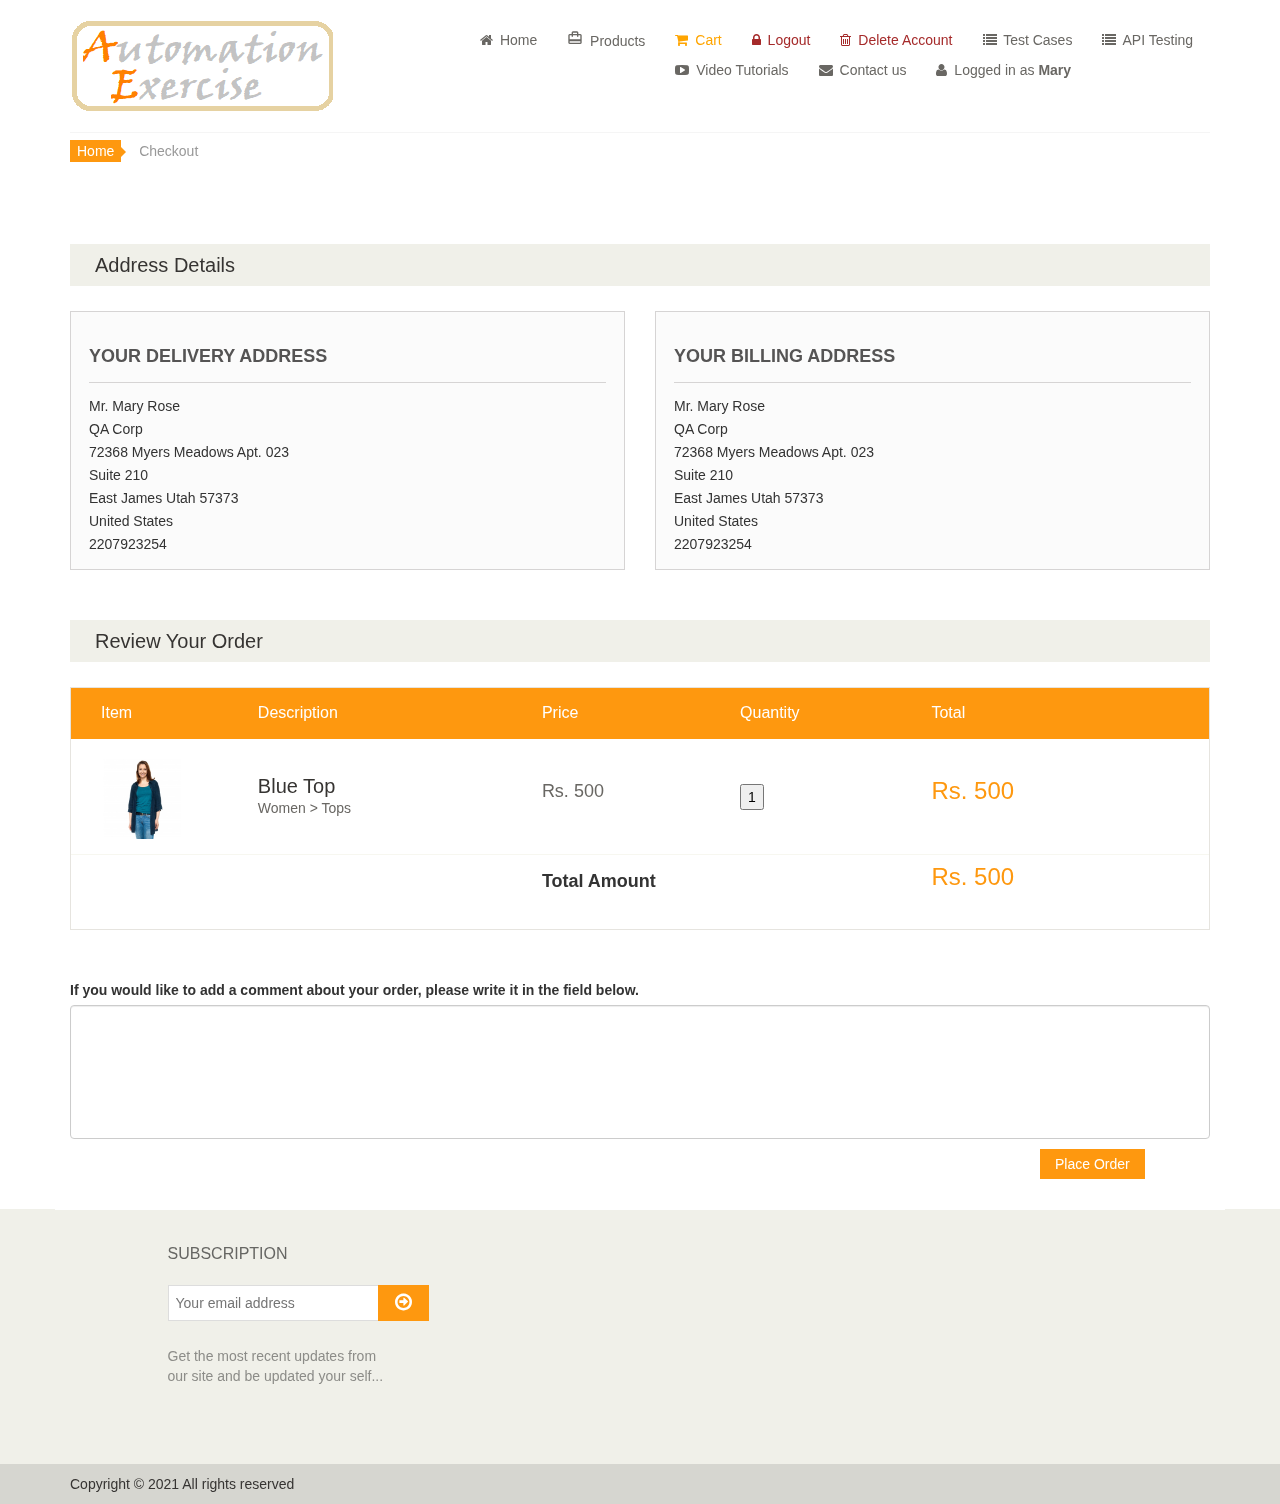 Automation
Exercise
Home
Products
Cart
Logout
Delete Account
Test Cases
API Testing
Video Tutorials
Contact us
Logged in as Mary
Home
Checkout
Address Details
YOUR DELIVERY ADDRESS
Mr. Mary Rose
QA Corp
72368 Myers Meadows Apt. 023
Suite 210
East James Utah 57373
United States
2207923254
YOUR BILLING ADDRESS
Mr. Mary Rose
QA Corp
72368 Myers Meadows Apt. 023
Suite 210
East James Utah 57373
United States
2207923254
Review Your Order
Item Description Price Quantity Total
Blue Top
Women > Tops
Rs. 500
1
Rs. 500
Total Amount
Rs. 500
If you would like to add a comment about your order, please write it in the field below.
Place Order
SUBSCRIPTION
Your email address
Get the most recent updates from
our site and be updated your self...
Copyright © 2021 All rights reserved